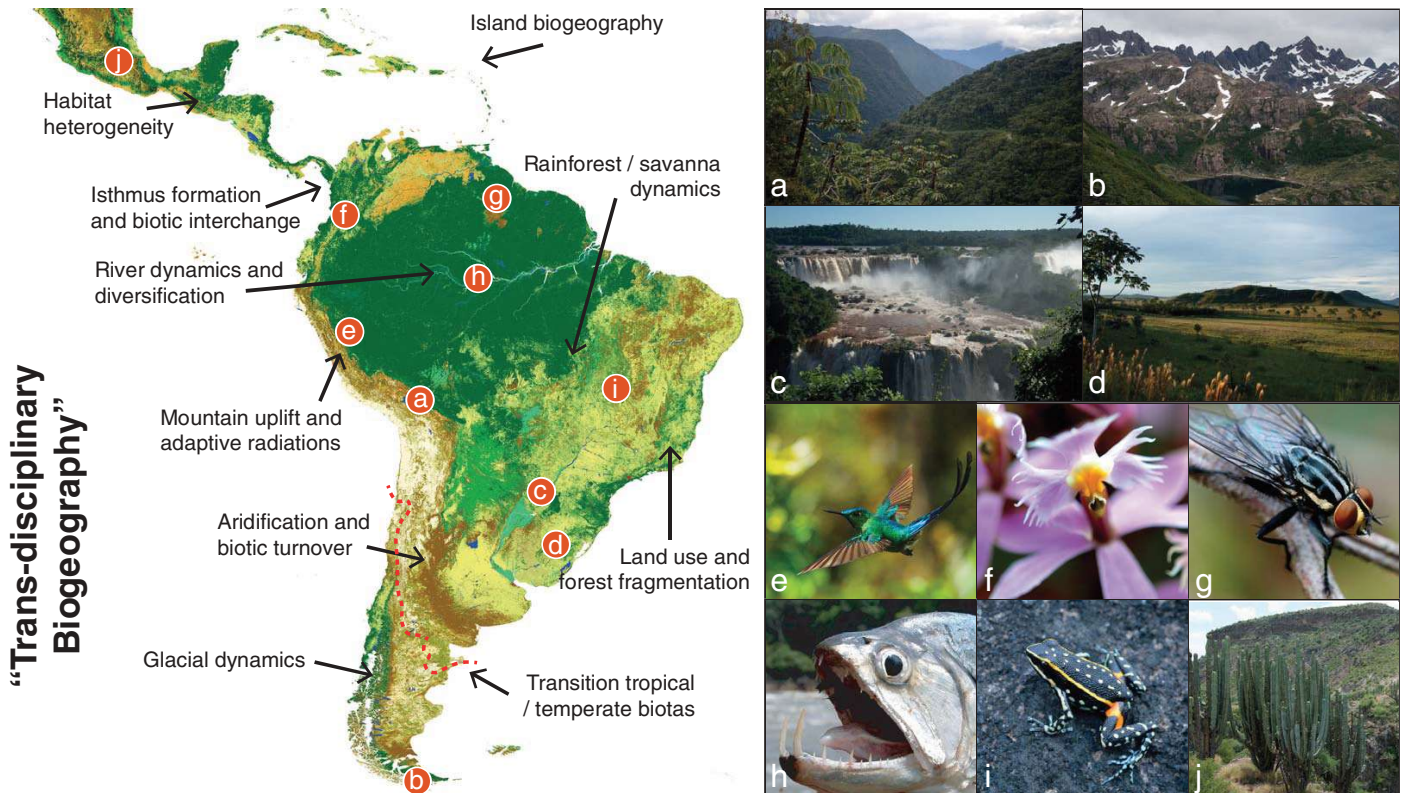 Island biogeography
j
Habitat
heterogeneity
Rainforest / savanna
dynamics
Isthmus formation
and biotic interchange
g
f
River dynamics and
diversification
h
e
i
a
Mountain uplift and
adaptive radiations
c
Aridification and
biotic turnover
d
Land use and
forest fragmentation
Glacial dynamics
Transition tropical
/ temperate biotas
b
“Trans-disciplinary
Biogeography”
a
b
c
d
e
f
g
h
i
j